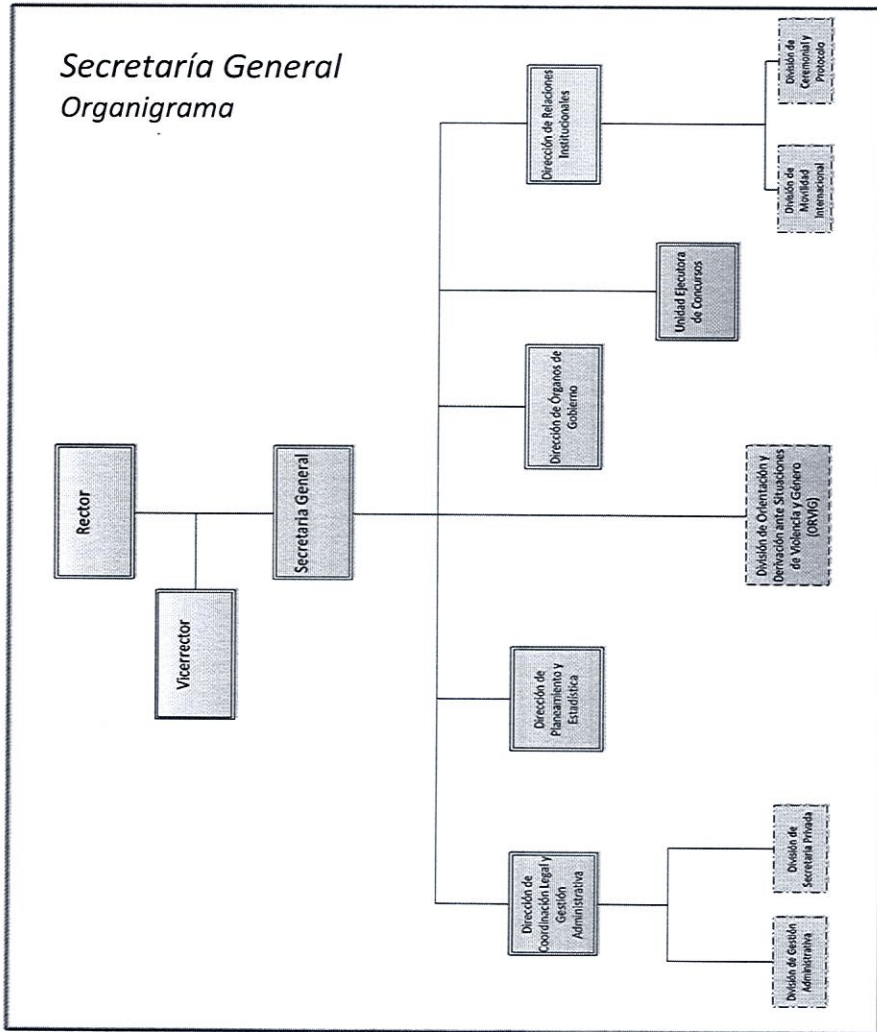 Secretaría General
Organigrama
Rector
Vicerrector
Secretaria General
Dirección de
Coordinación Legal y
Gestión
Administrativa
Dirección de
Planeamiento y
Estadística
Dirección de Órganos de
Gobierno
Dirección de Relaciones
Institucionales
Unidad Ejecutora
de Concursos
División de Gestión
Administrativa
División de
Secretaria Privada
División de Orientación y
Derivación ante Situaciones
de Violencia y Género
(ORVIG)
División de
Movilidad
Internacional
División de
Ceremonial y
Protocolo